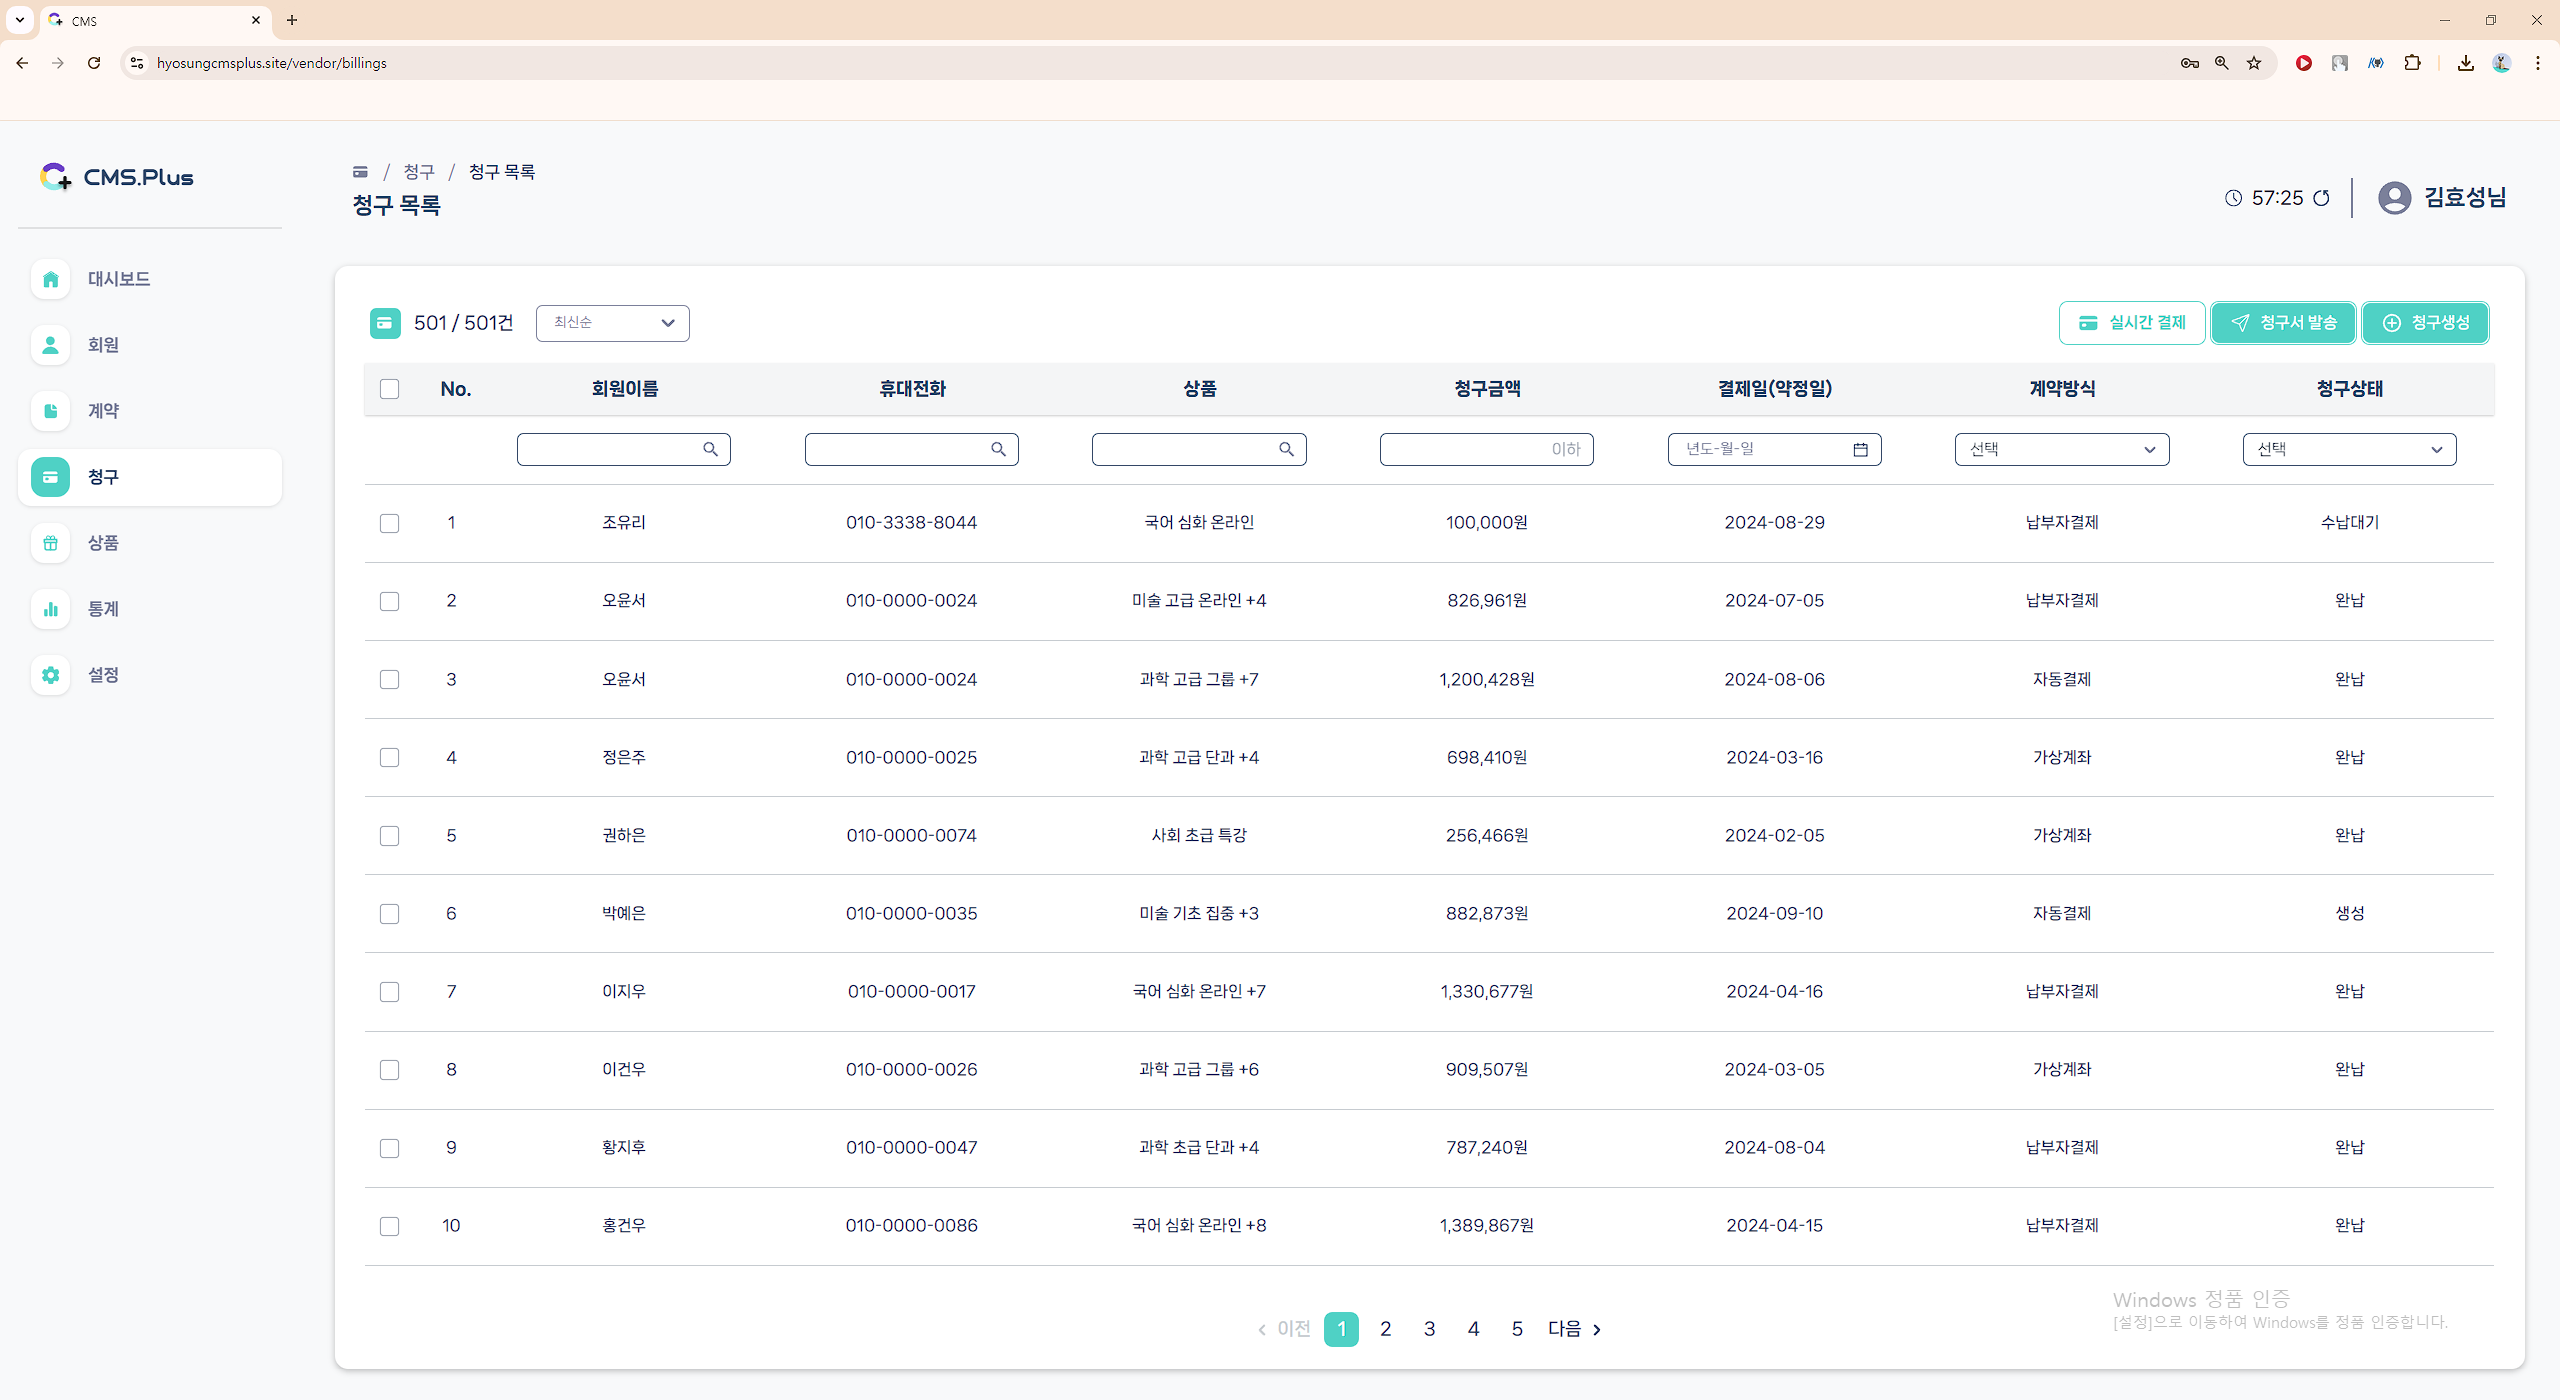 CMS
hyosungcmsplus.site/vendor/billings
CMS.Plus
/ 청구 / 청구 목록
청구 목록
57:25
김효성님
대시보드
회원
계약
청구
상품
통계
설정
501 / 501건
최신순
실시간 결제
청구서 발송
청구생성
No. 회원이름 휴대전화 상품 청구금액 결제일(약정일) 계약방식 청구상태
이하 년도-월-일 선택 선택
1 조유리 010-3338-8044 국어 심화 온라인 100,000원 2024-08-29 납부자결제 수납대기
2 오윤서 010-0000-0024 미술 고급 온라인 +4 826,961원 2024-07-05 납부자결제 완납
3 오윤서 010-0000-0024 과학 고급 그룹 +7 1,200,428원 2024-08-06 자동결제 완납
4 정은주 010-0000-0025 과학 고급 단과 +4 698,410원 2024-03-16 가상계좌 완납
5 권하은 010-0000-0074 사회 초급 특강 256,466원 2024-02-05 가상계좌 완납
6 박예은 010-0000-0035 미술 기초 집중 +3 882,873원 2024-09-10 자동결제 생성
7 이지우 010-0000-0017 국어 심화 온라인 +7 1,330,677원 2024-04-16 납부자결제 완납
8 이건우 010-0000-0026 과학 고급 그룹 +6 909,507원 2024-03-05 가상계좌 완납
9 황지후 010-0000-0047 과학 초급 단과 +4 787,240원 2024-08-04 납부자결제 완납
10 홍건우 010-0000-0086 국어 심화 온라인 +8 1,389,867원 2024-04-15 납부자결제 완납
이전 1 2 3 4 5 다음
Windows 정품 인증
[설정]으로 이동하여 Windows를 정품 인증합니다.